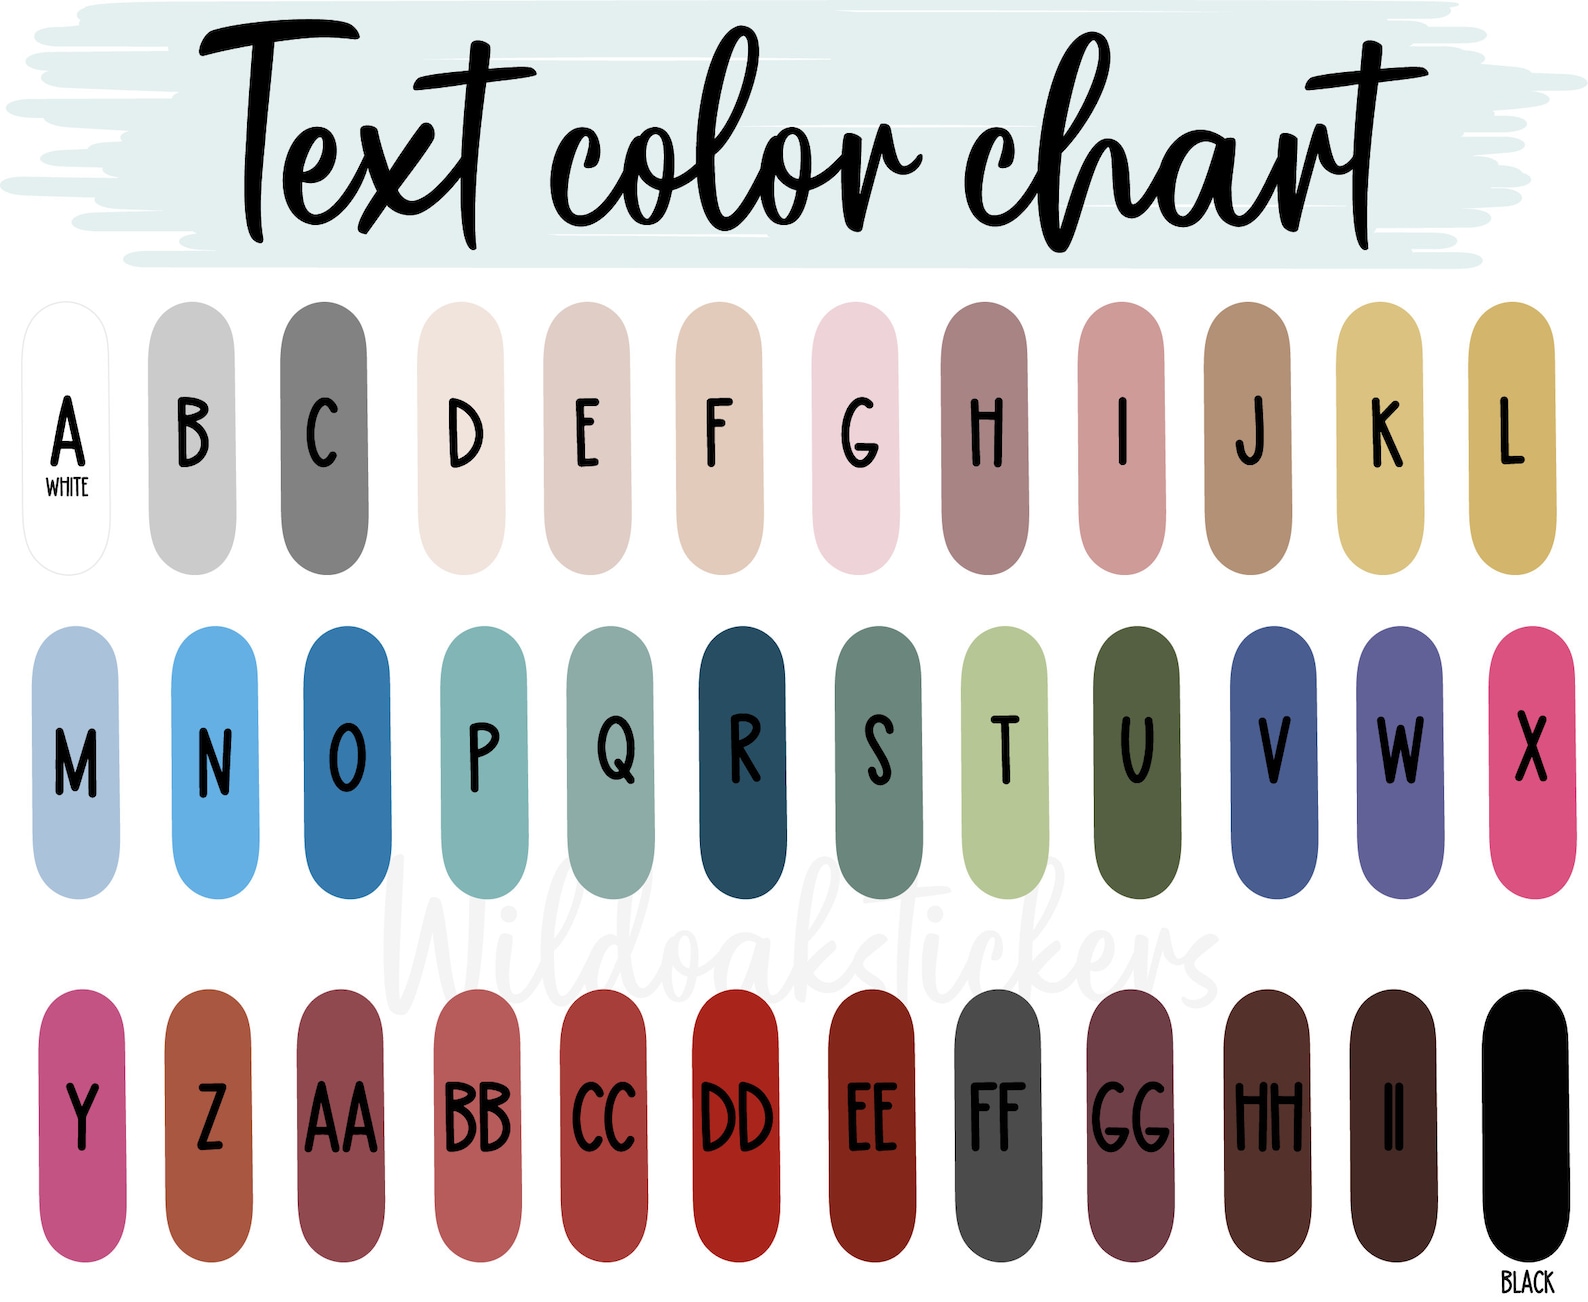 Text color chart
A B C D E F G H I J K L
WHITE
M N O P Q R S T U V W X
Wildoakstickers
Y Z AA BB CC DD EE FF GG HH II
BLACK